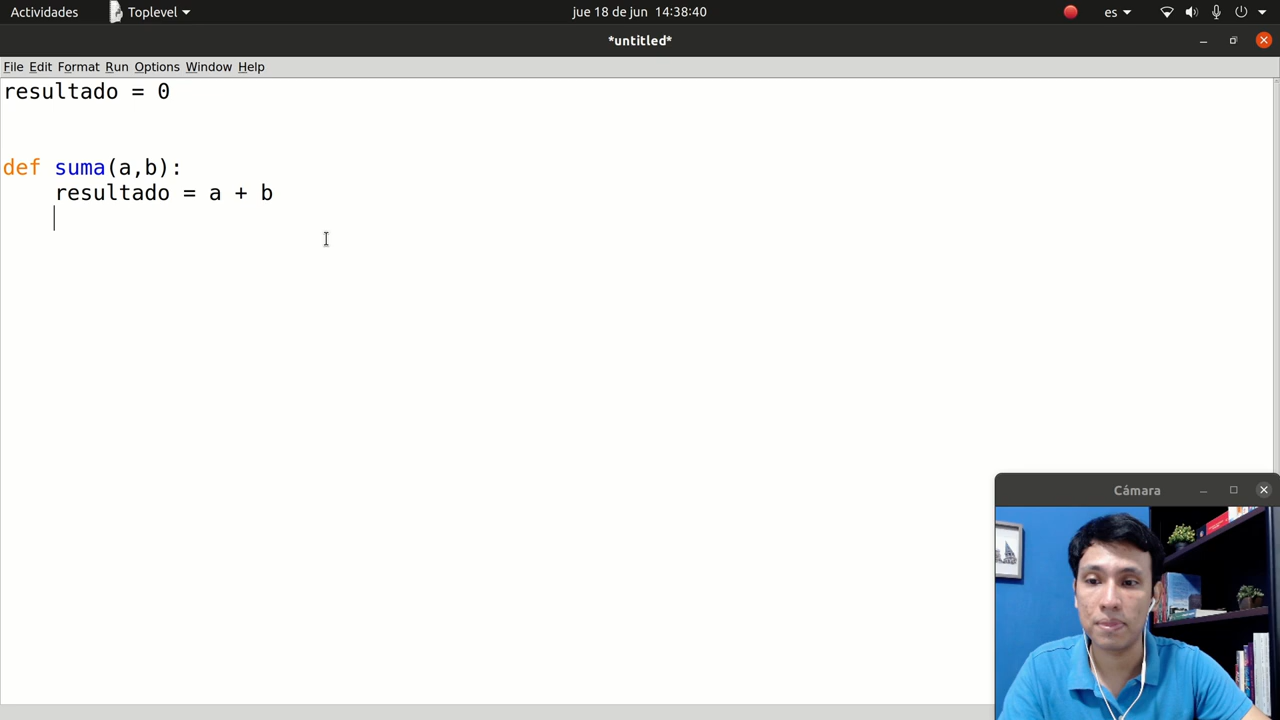 Actividades Toplevel jue 18 de jun 14:38:40 es
*untitled*
File Edit Format Run Options Window Help
resultado = 0
def suma(a,b):
    resultado = a + b
Cámara